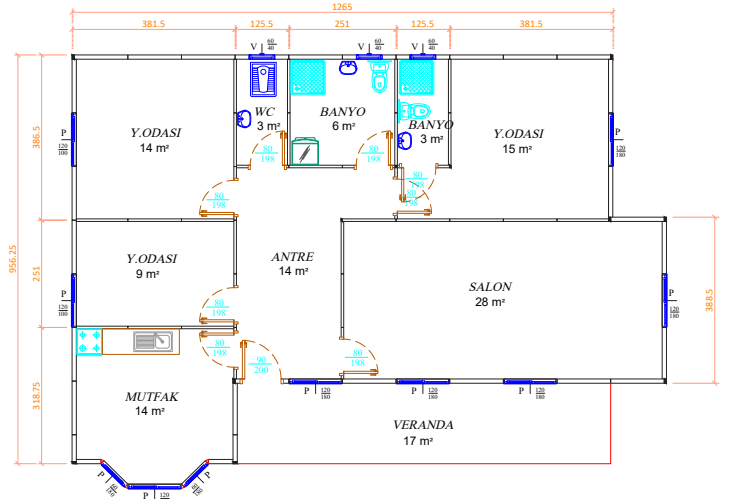 1265
381.5 125.5 251 125.5 381.5
V 60
40
V 60
40
V 60
40
956.25
386.5
251
318.75
388.5
P
120
100
Y.ODASI
14 m²
WC
3 m²
BANYO
6 m²
BANYO
3 m²
Y.ODASI
15 m²
P
120
180
80
198
80
198
80
198
80
198
80
198
Y.ODASI
9 m²
ANTRE
14 m²
SALON
28 m²
P
120
100
P
120
180
80
198
80
198
90
200
80
198
MUTFAK
14 m²
P 120
180
P 120
180
P 120
180
VERANDA
17 m²
P
60
P 120
P
60